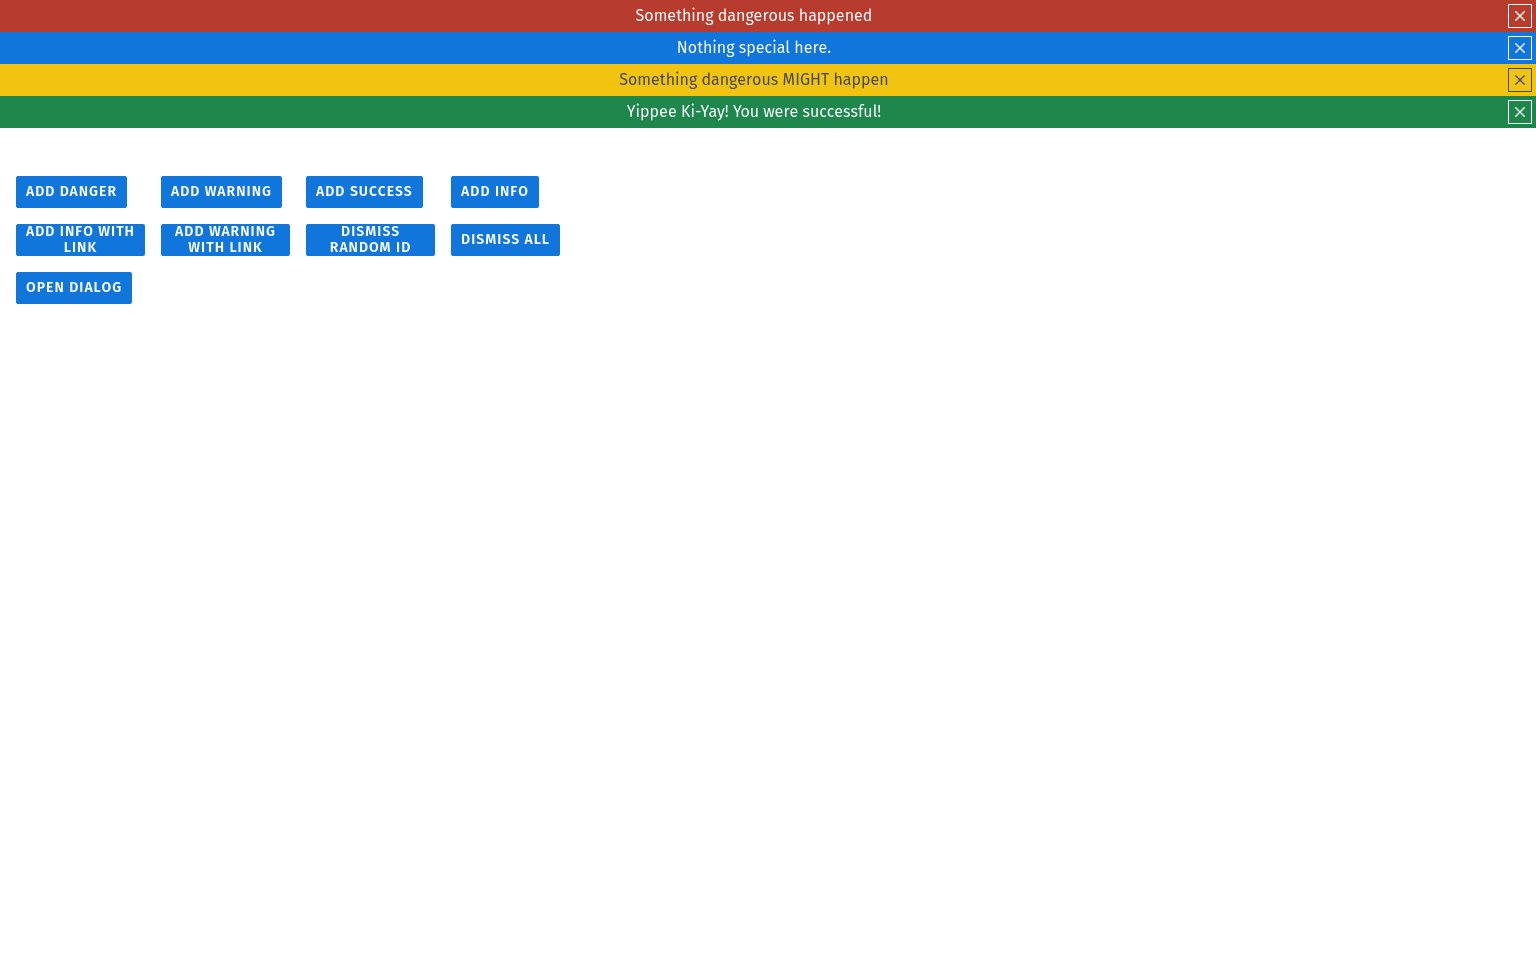 Something dangerous happened
Nothing special here.
Something dangerous MIGHT happen
Yippee Ki-Yay! You were successful!
ADD DANGER
ADD WARNING
ADD SUCCESS
ADD INFO
ADD INFO WITH
LINK
ADD WARNING
WITH LINK
DISMISS
RANDOM ID
DISMISS ALL
OPEN DIALOG